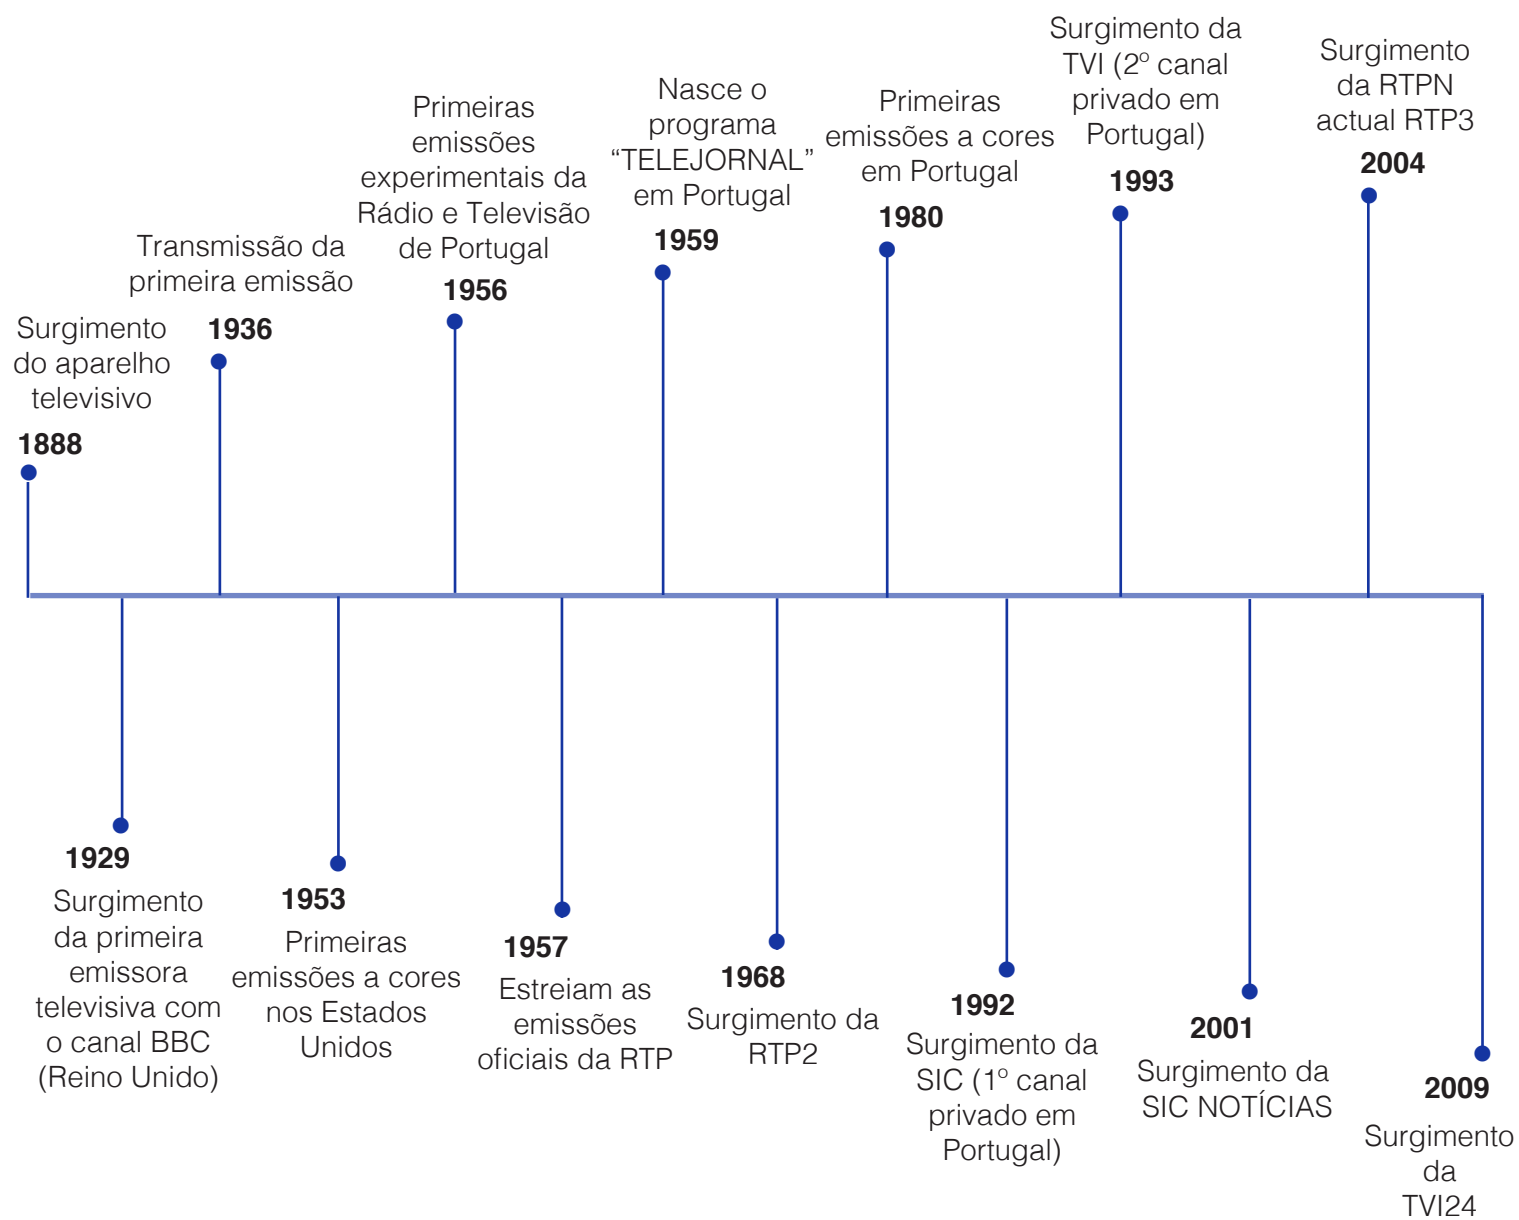 Surgimento
do aparelho
televisivo
1888
1929
Surgimento
da primeira
emissora
televisiva com
o canal BBC
(Reino Unido)
Transmissão da
primeira emissão
1936
1953
Primeiras
emissões a cores
nos Estados
Unidos
Primeiras
emissões
experimentais da
Rádio e Televisão
de Portugal
1956
1957
Estreiam as
emissões
oficiais da RTP
Nasce o
programa
“TELEJORNAL”
em Portugal
1959
1968
Surgimento da
RTP2
Primeiras
emissões a cores
em Portugal
1980
1992
Surgimento da
SIC (1º canal
privado em
Portugal)
Surgimento da
TVI (2º canal
privado em
Portugal)
1993
2001
Surgimento da
SIC NOTÍCIAS
Surgimento
da RTPN
actual RTP3
2004
2009
Surgimento
da
TVI24